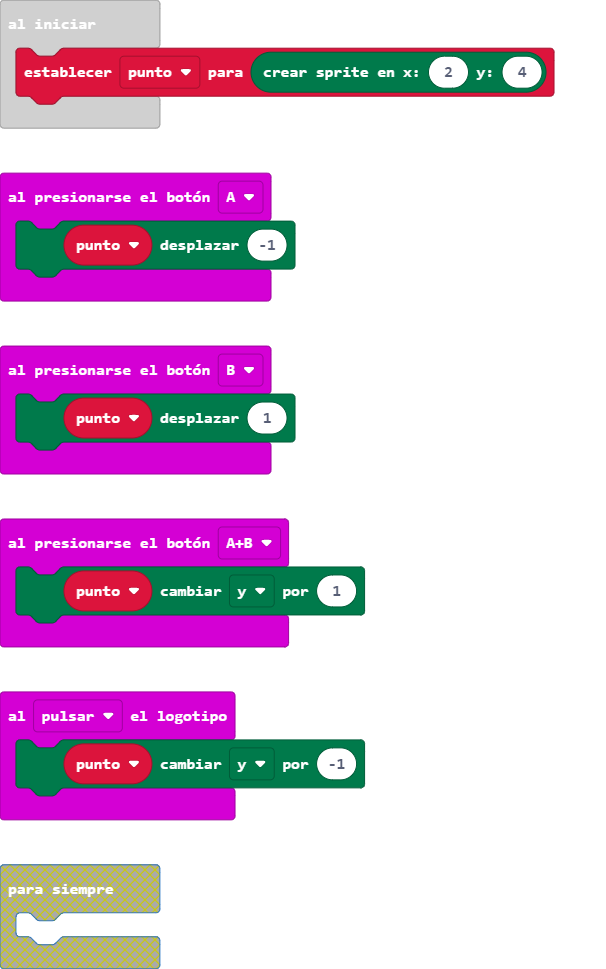 al iniciar
establecer punto para crear sprite en x: 2 y: 4
al presionarse el botón A
punto desplazar -1
al presionarse el botón B
punto desplazar 1
al presionarse el botón A+B
punto cambiar y por 1
al pulsar el logotipo
punto cambiar y por -1
para siempre